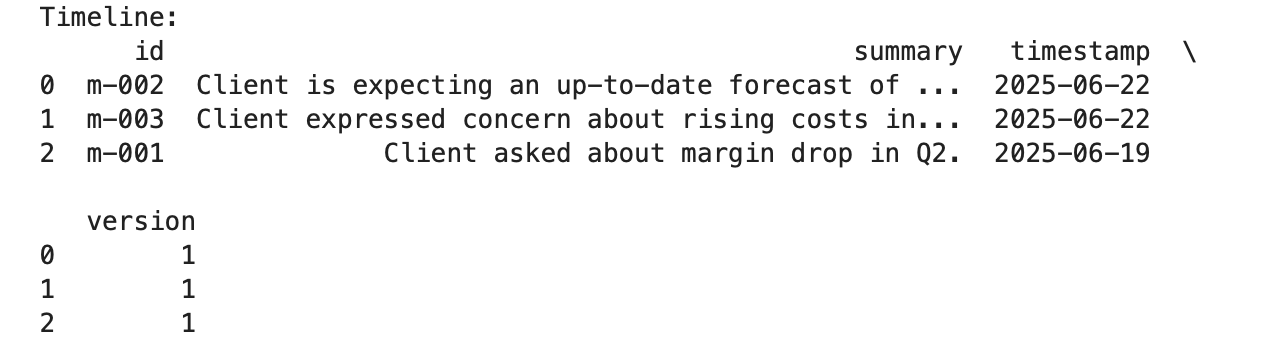 Timeline:
id summary timestamp \
0 m-002 Client is expecting an up-to-date forecast of ... 2025-06-22
1 m-003 Client expressed concern about rising costs in... 2025-06-22
2 m-001 Client asked about margin drop in Q2. 2025-06-19
version
0 1
1 1
2 1